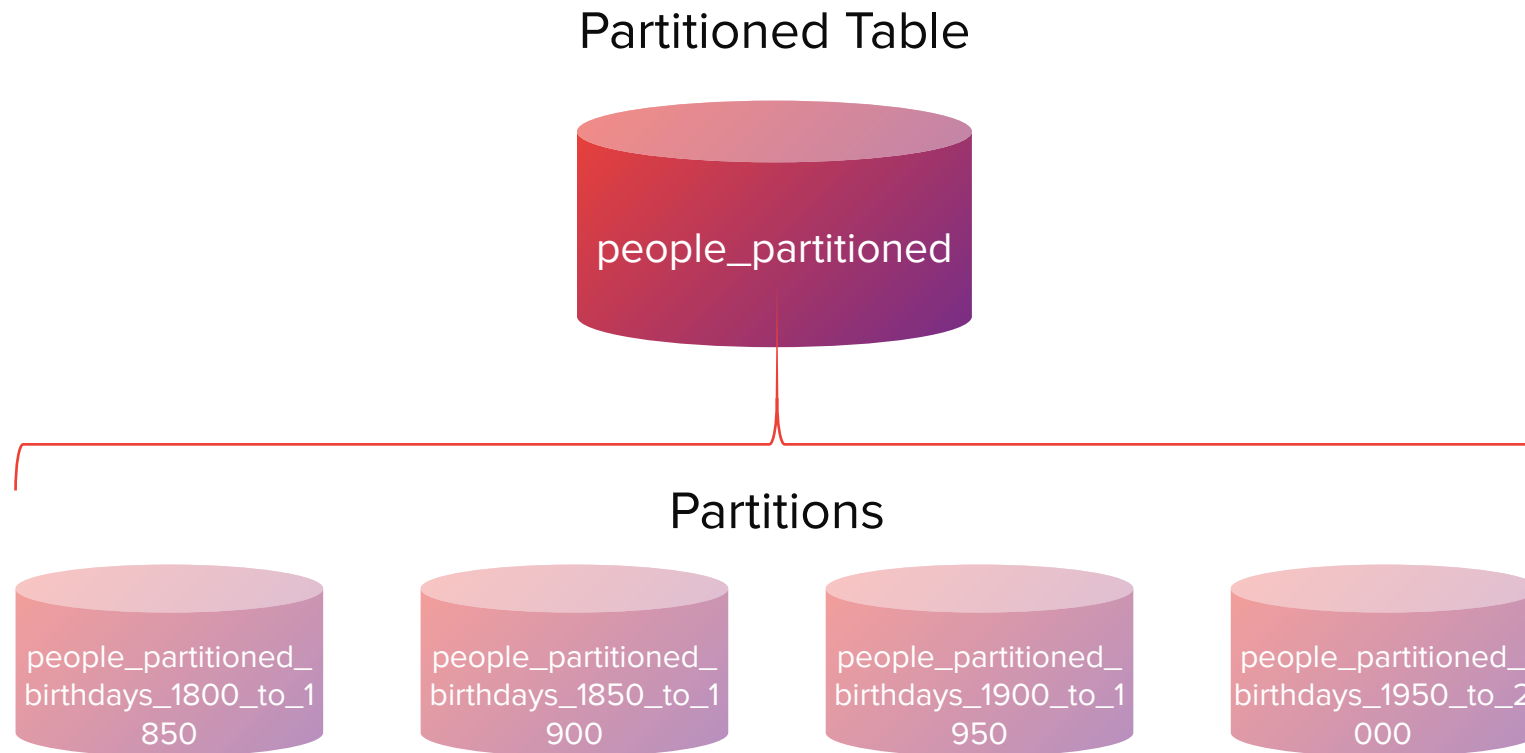 Partitioned Table
people_partitioned
Partitions
people_partitioned_
birthdays_1800_to_1
850
people_partitioned_
birthdays_1850_to_1
900
people_partitioned_
birthdays_1900_to_1
950
people_partitioned_
birthdays_1950_to_2
000